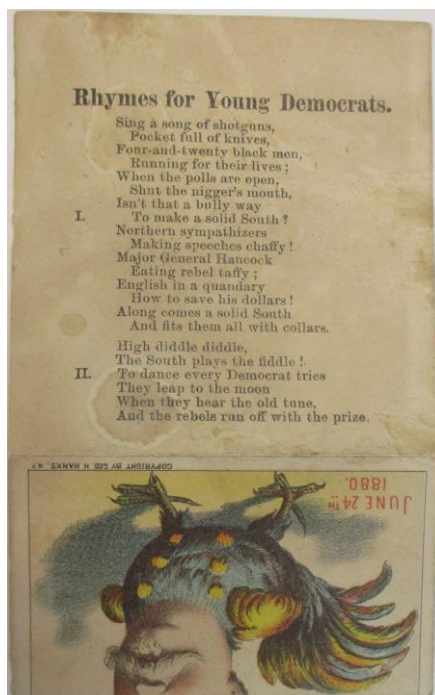 Rhymes for Young Democrats.
Sing a song of shotguns,
Pocket full of knives,
Four-and-twenty black men,
Running for their lives;
When the polls are open,
Shut the nigger's mouth,
Isn't that a bully way
I. To make a solid South?
Northern sympathizers
Making speeches chaffy!
Major General Hancock
Eating rebel taffy;
English in a quandary
How to save his dollars!
Along comes a solid South
And fits them all with collars.
High diddle diddle,
The South plays the fiddle!
II. To dance every Democrat tries
They leap to the moon
When they hear the old tune,
And the rebels run off with the prize.
COPYRIGHT BY GEO. H. HANKS, N.Y
JUNE 24TH
1880.